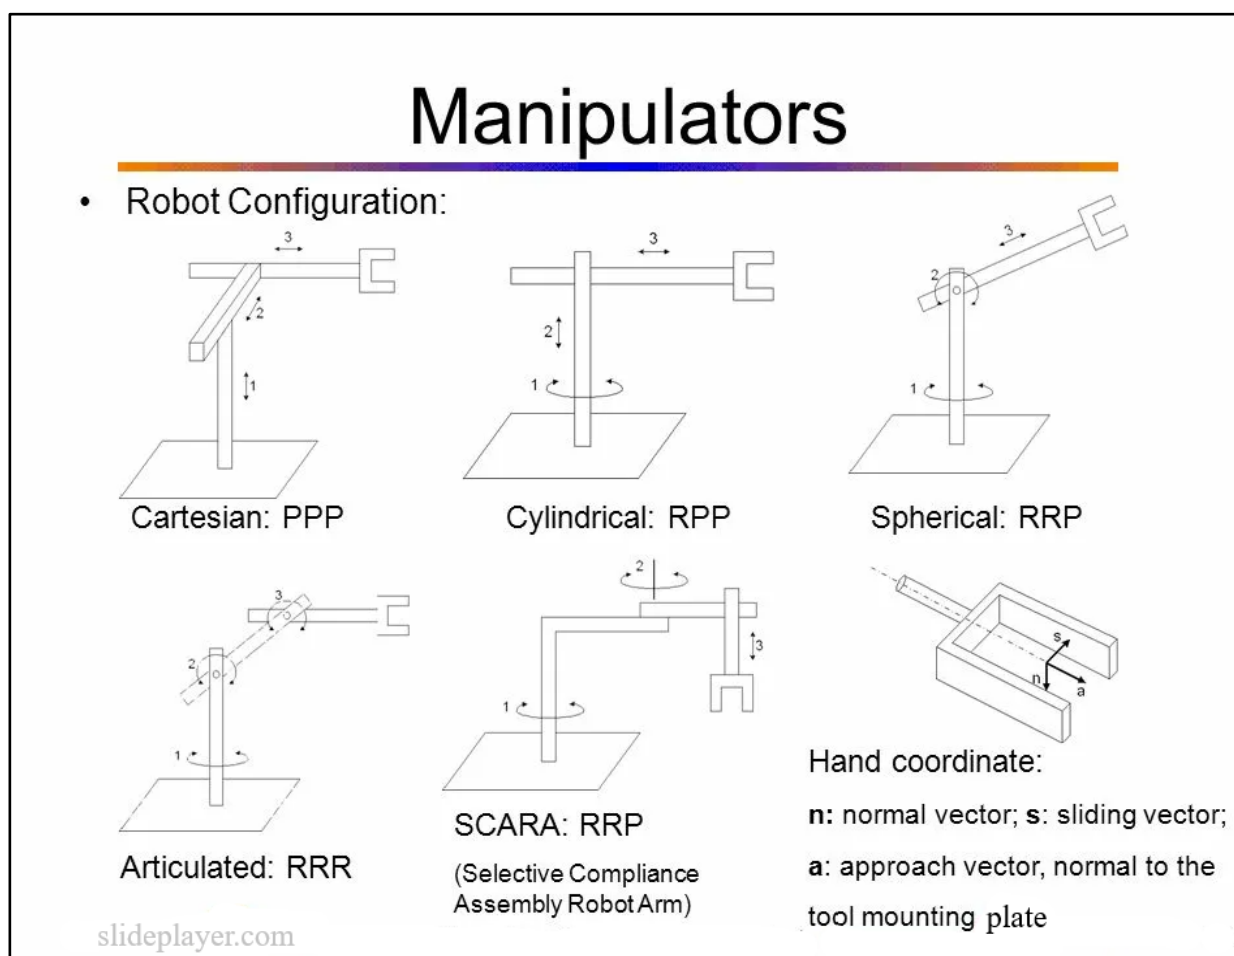 Manipulators
• Robot Configuration:
3
2
1
Cartesian: PPP
3
2
1
Cylindrical: RPP
3
2
1
Spherical: RRP
3
2
1
Articulated: RRR
2
3
1
SCARA: RRP
(Selective Compliance
Assembly Robot Arm)
s
n
a
Hand coordinate:
n: normal vector; s: sliding vector;
a: approach vector, normal to the
tool mounting plate
slideplayer.com